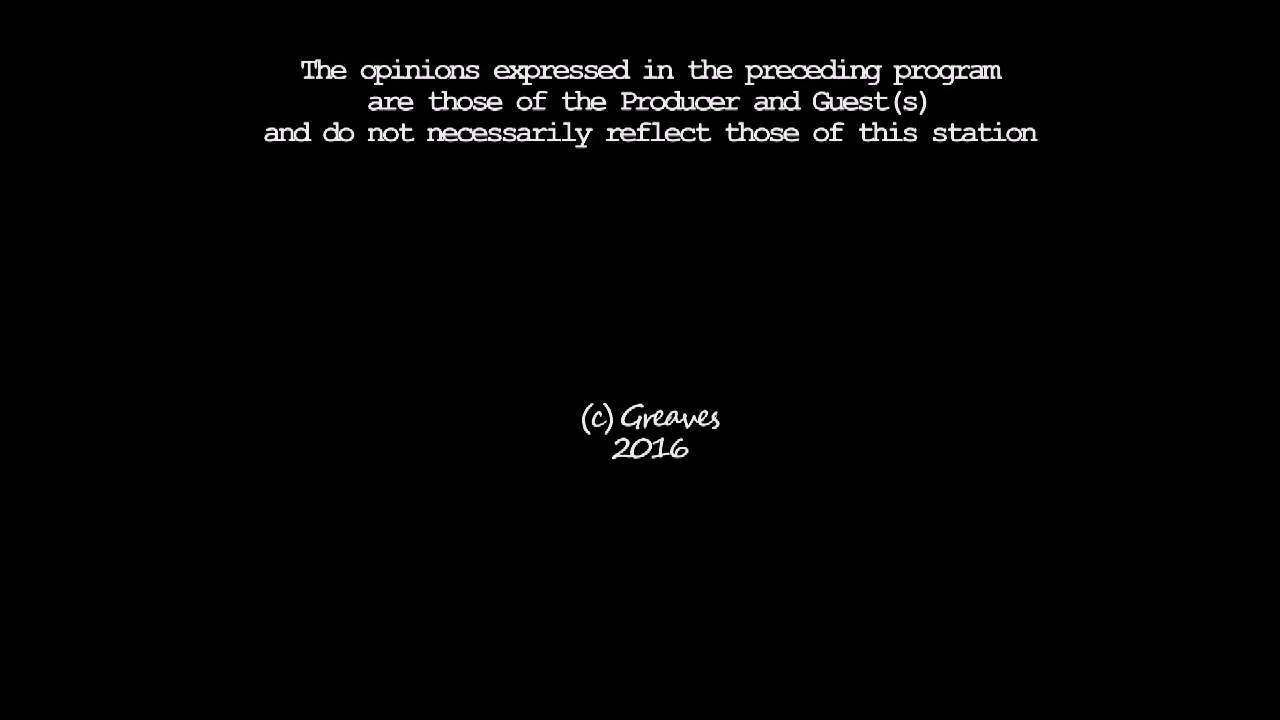 The opinions expressed in the preceding program
are those of the Producer and Guest(s)
and do not necessarily reflect those of this station
(c) Greaves
2016